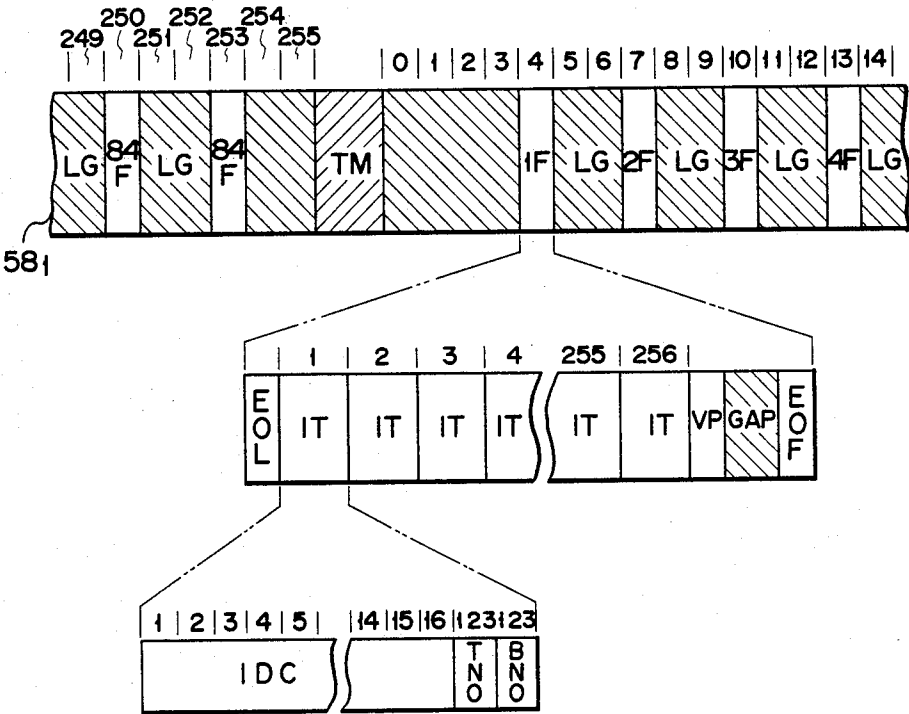 250 252 254
249 251 253 255 0 1 2 3 4 5 6 7 8 9 10 11 12 13 14
LG 84F LG 84F TM 1F LG 2F LG 3F LG 4F LG
58₁
1 2 3 4 255 256
EOL IT IT IT IT IT IT VP GAP EOF
1 2 3 4 5 14 15 16 123 123
IDC TNO BNO